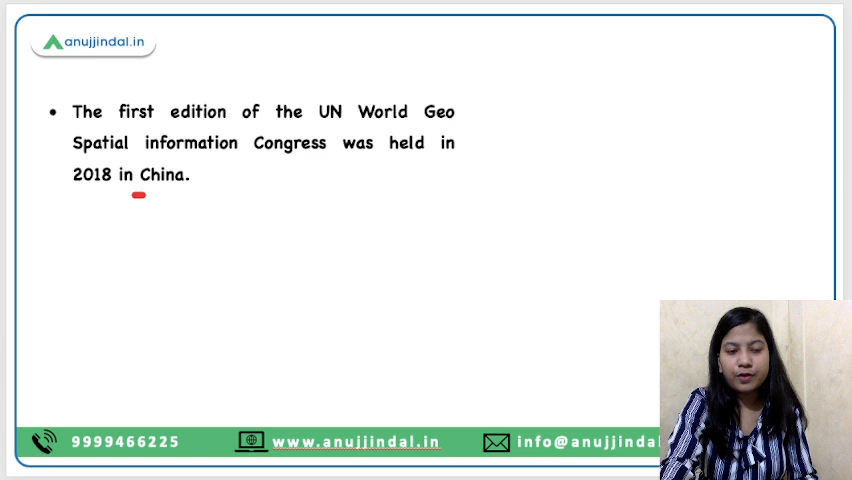 anujjindal.in
• The first edition of the UN World Geo
Spatial information Congress was held in
2018 in China.
9999466225 www.anujjindal.in info@anujjindal